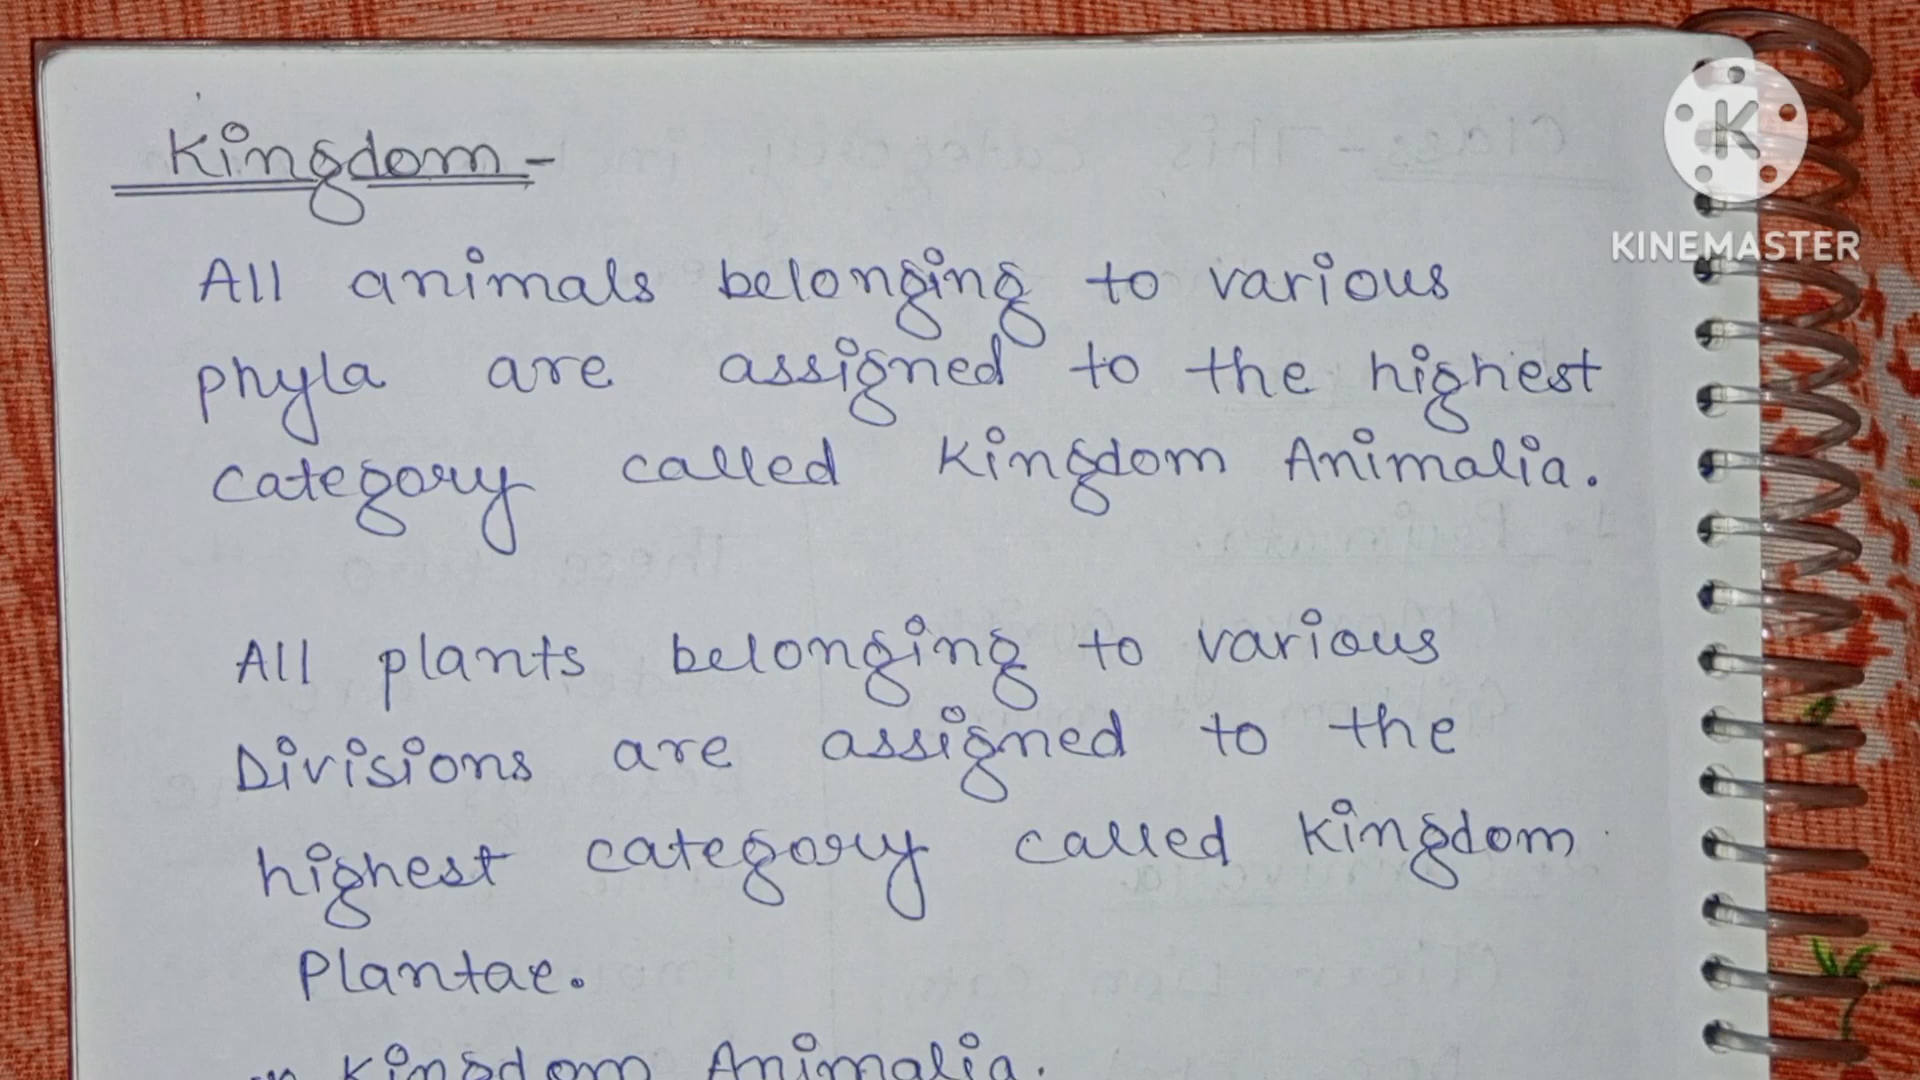 Kingdom -
All animals belonging to various
phyla are assigned to the highest
category called Kingdom Animalia.
All plants belonging to various
Divisions are assigned to the
highest category called Kingdom
Plantae.
Kingdom Animalia.
KINEMASTER